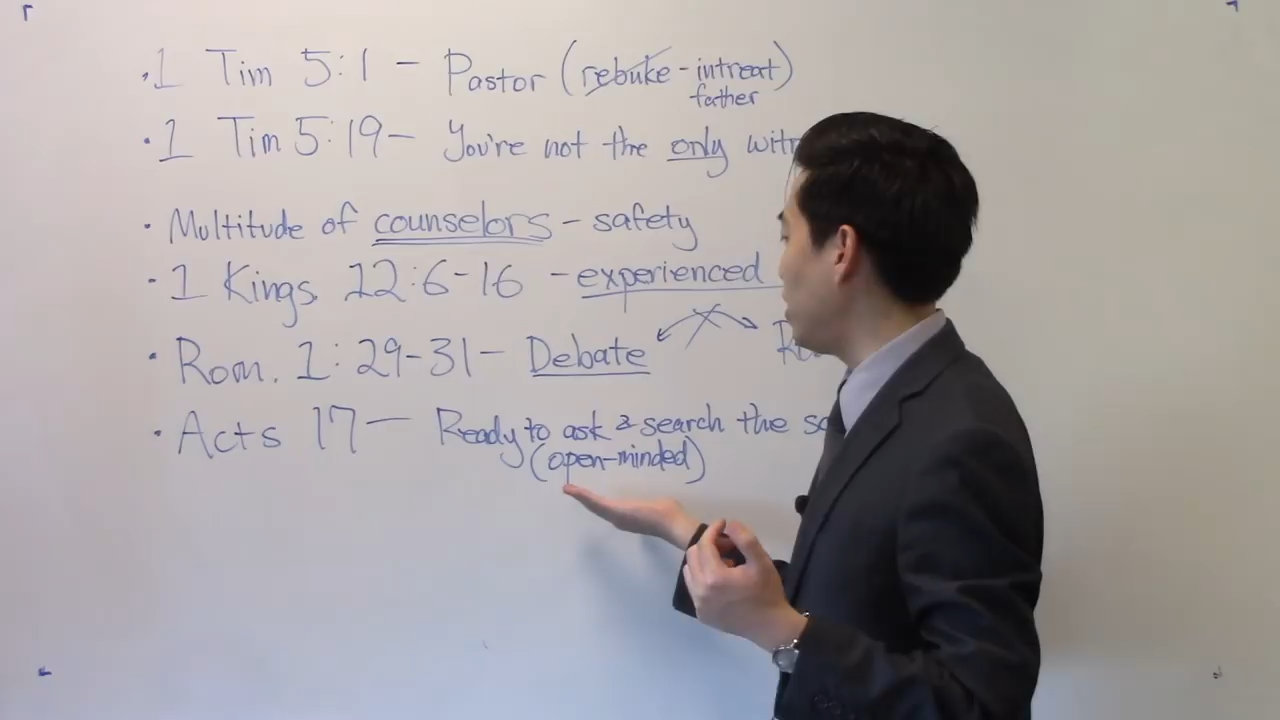 · 1 Tim 5:1 – Pastor (rebuke - intreat)
father
· 1 Tim 5:19 – You're not the only
· Multitude of counselors – safety
· 1 Kings 22:6-16 – experienced
· Rom. 1:29-31 – Debate
· Acts 17 – Ready to ask & search the
(open-minded)